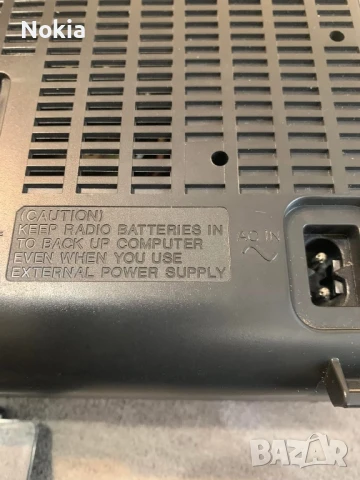 Nokia
(CAUTION)
KEEP RADIO BATTERIES IN
TO BACK UP COMPUTER
EVEN WHEN YOU USE
EXTERNAL POWER SUPPLY
AC IN
BAZAR